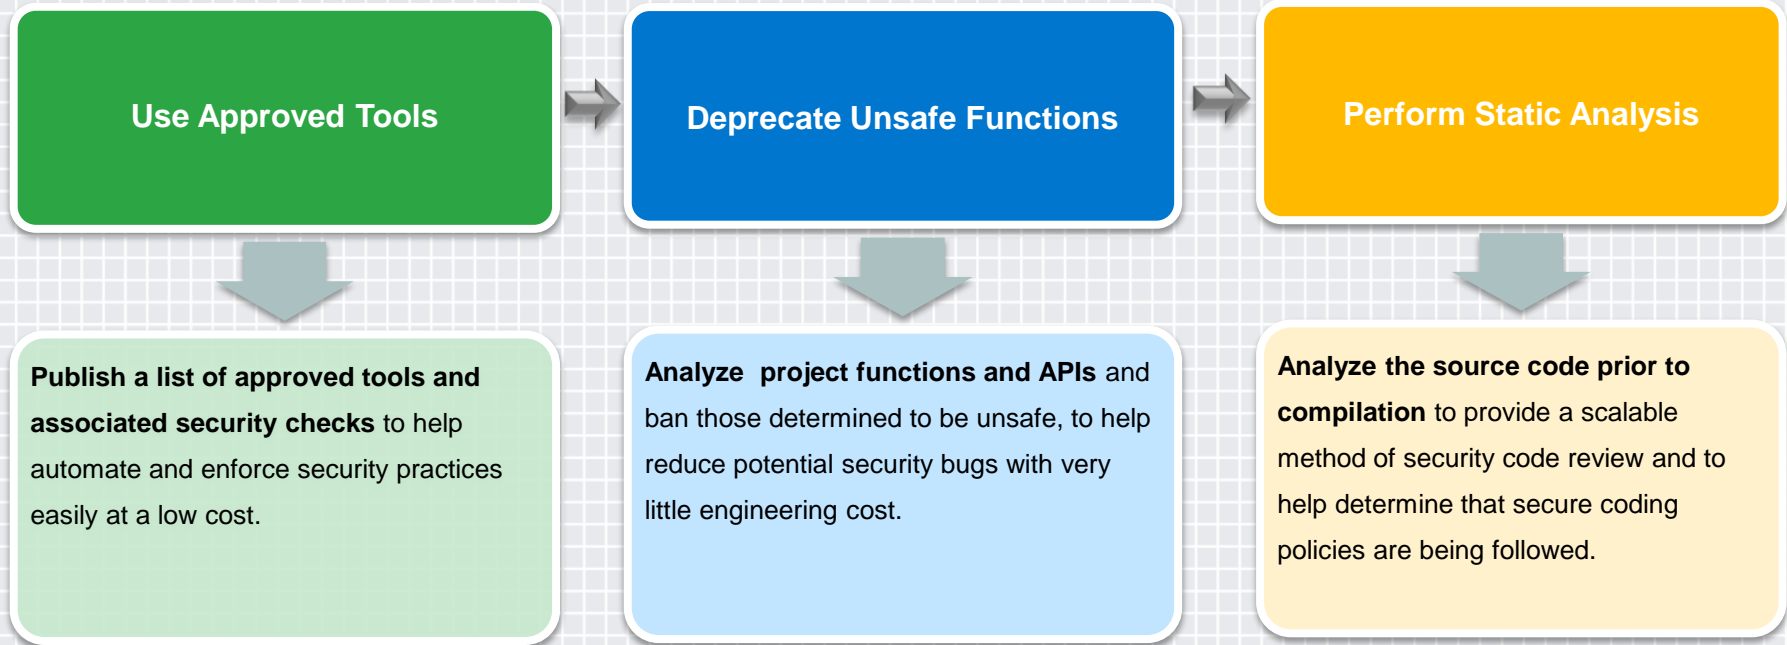 Use Approved Tools
Deprecate Unsafe Functions
Perform Static Analysis
Publish a list of approved tools and
associated security checks to help
automate and enforce security practices
easily at a low cost.
Analyze  project functions and APIs and
ban those determined to be unsafe, to help
reduce potential security bugs with very
little engineering cost.
Analyze the source code prior to
compilation to provide a scalable
method of security code review and to
help determine that secure coding
policies are being followed.